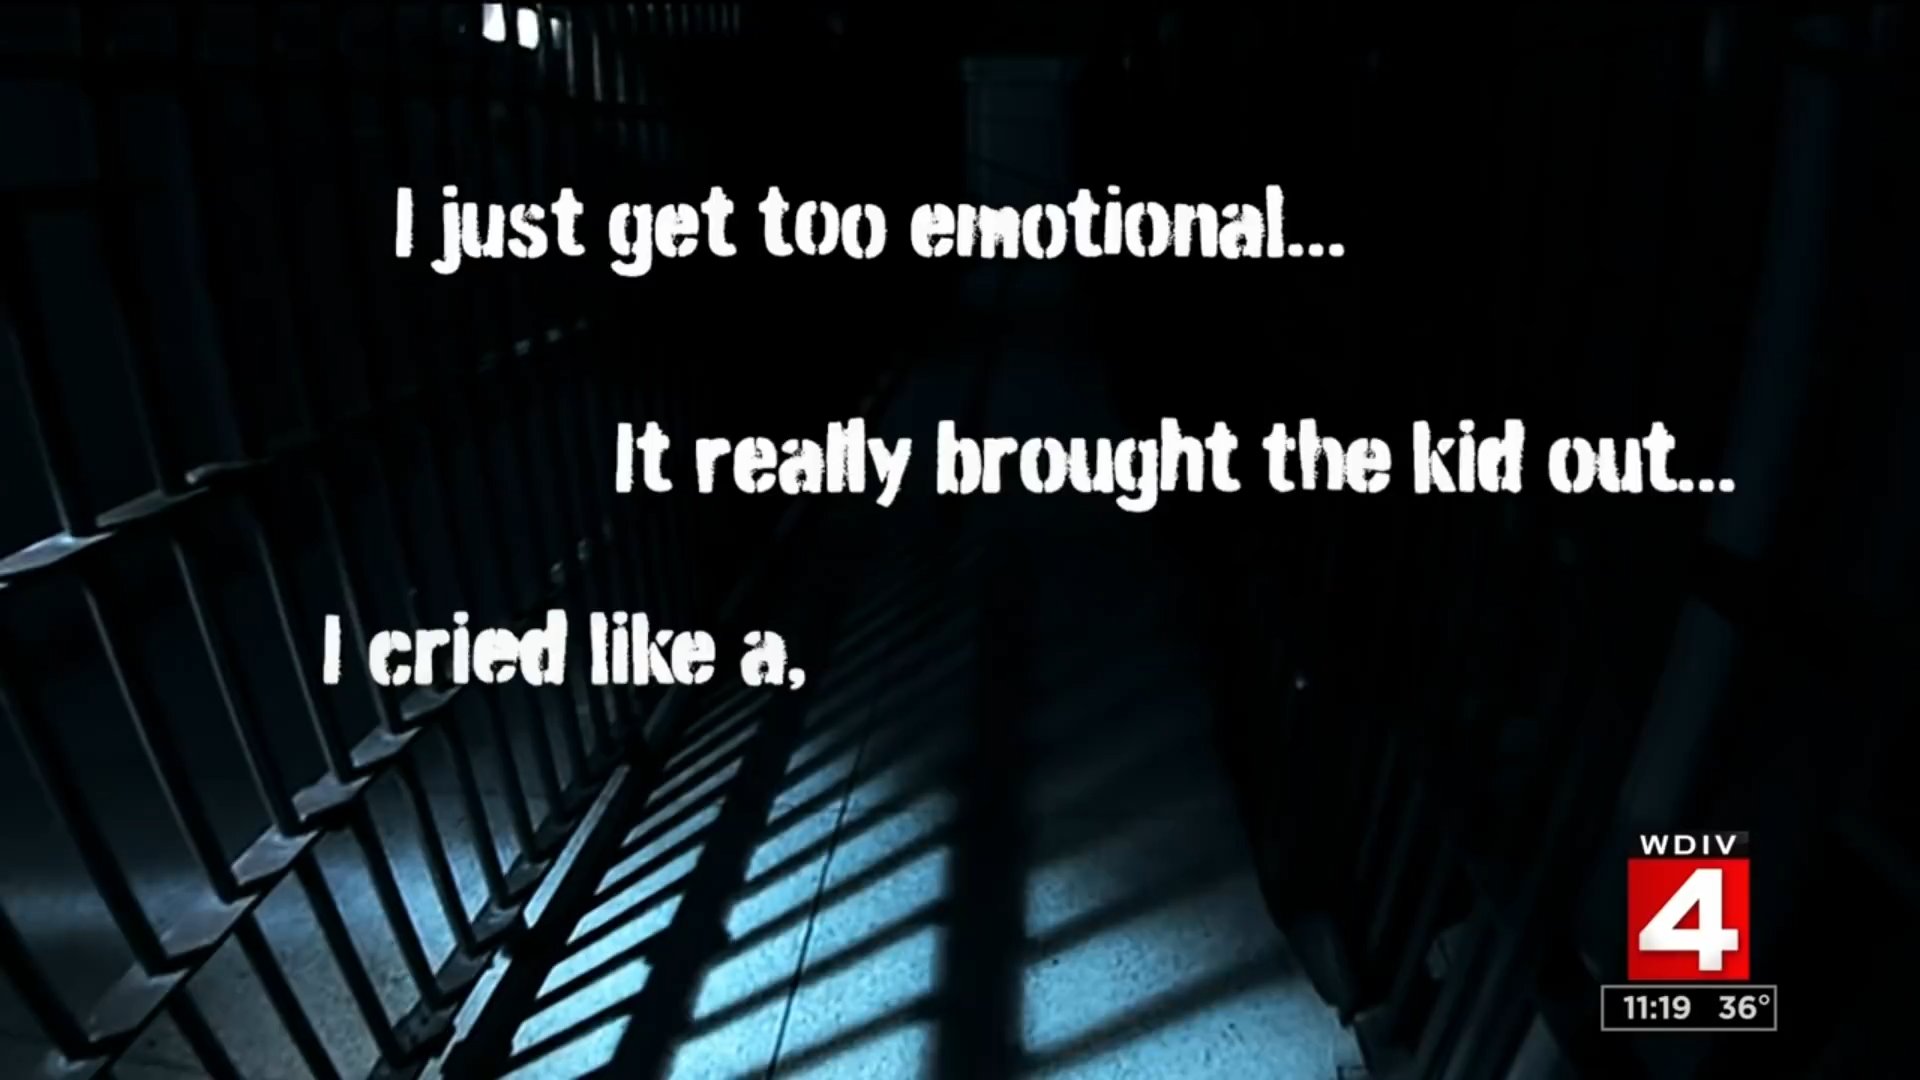 I just get too emotional...
It really brought the kid out...
I cried like a,
WDIV
4
11:19 36°